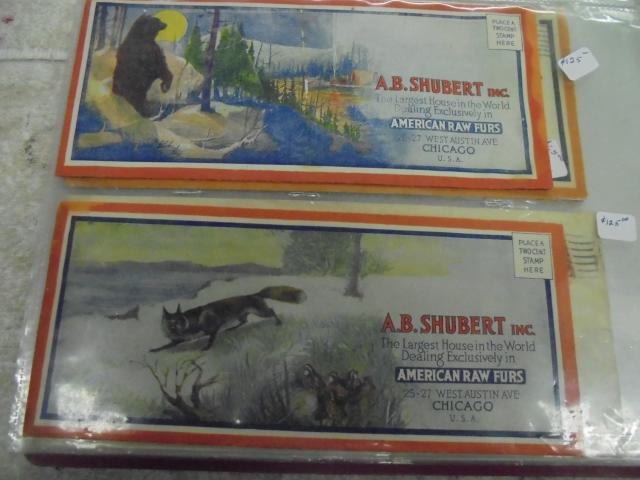 PLACE A
TWO CENT
STAMP
HERE
$125-
A.B. SHUBERT INC.
The Largest House in the World
Dealing Exclusively in
AMERICAN RAW FURS
25-27 WEST AUSTIN AVE
CHICAGO
U.S.A.
PLACE A
TWO CENT
STAMP
HERE
$125.00
A.B. SHUBERT INC.
The Largest House in the World
Dealing Exclusively in
AMERICAN RAW FURS
25-27 WEST AUSTIN AVE
CHICAGO
U.S.A.